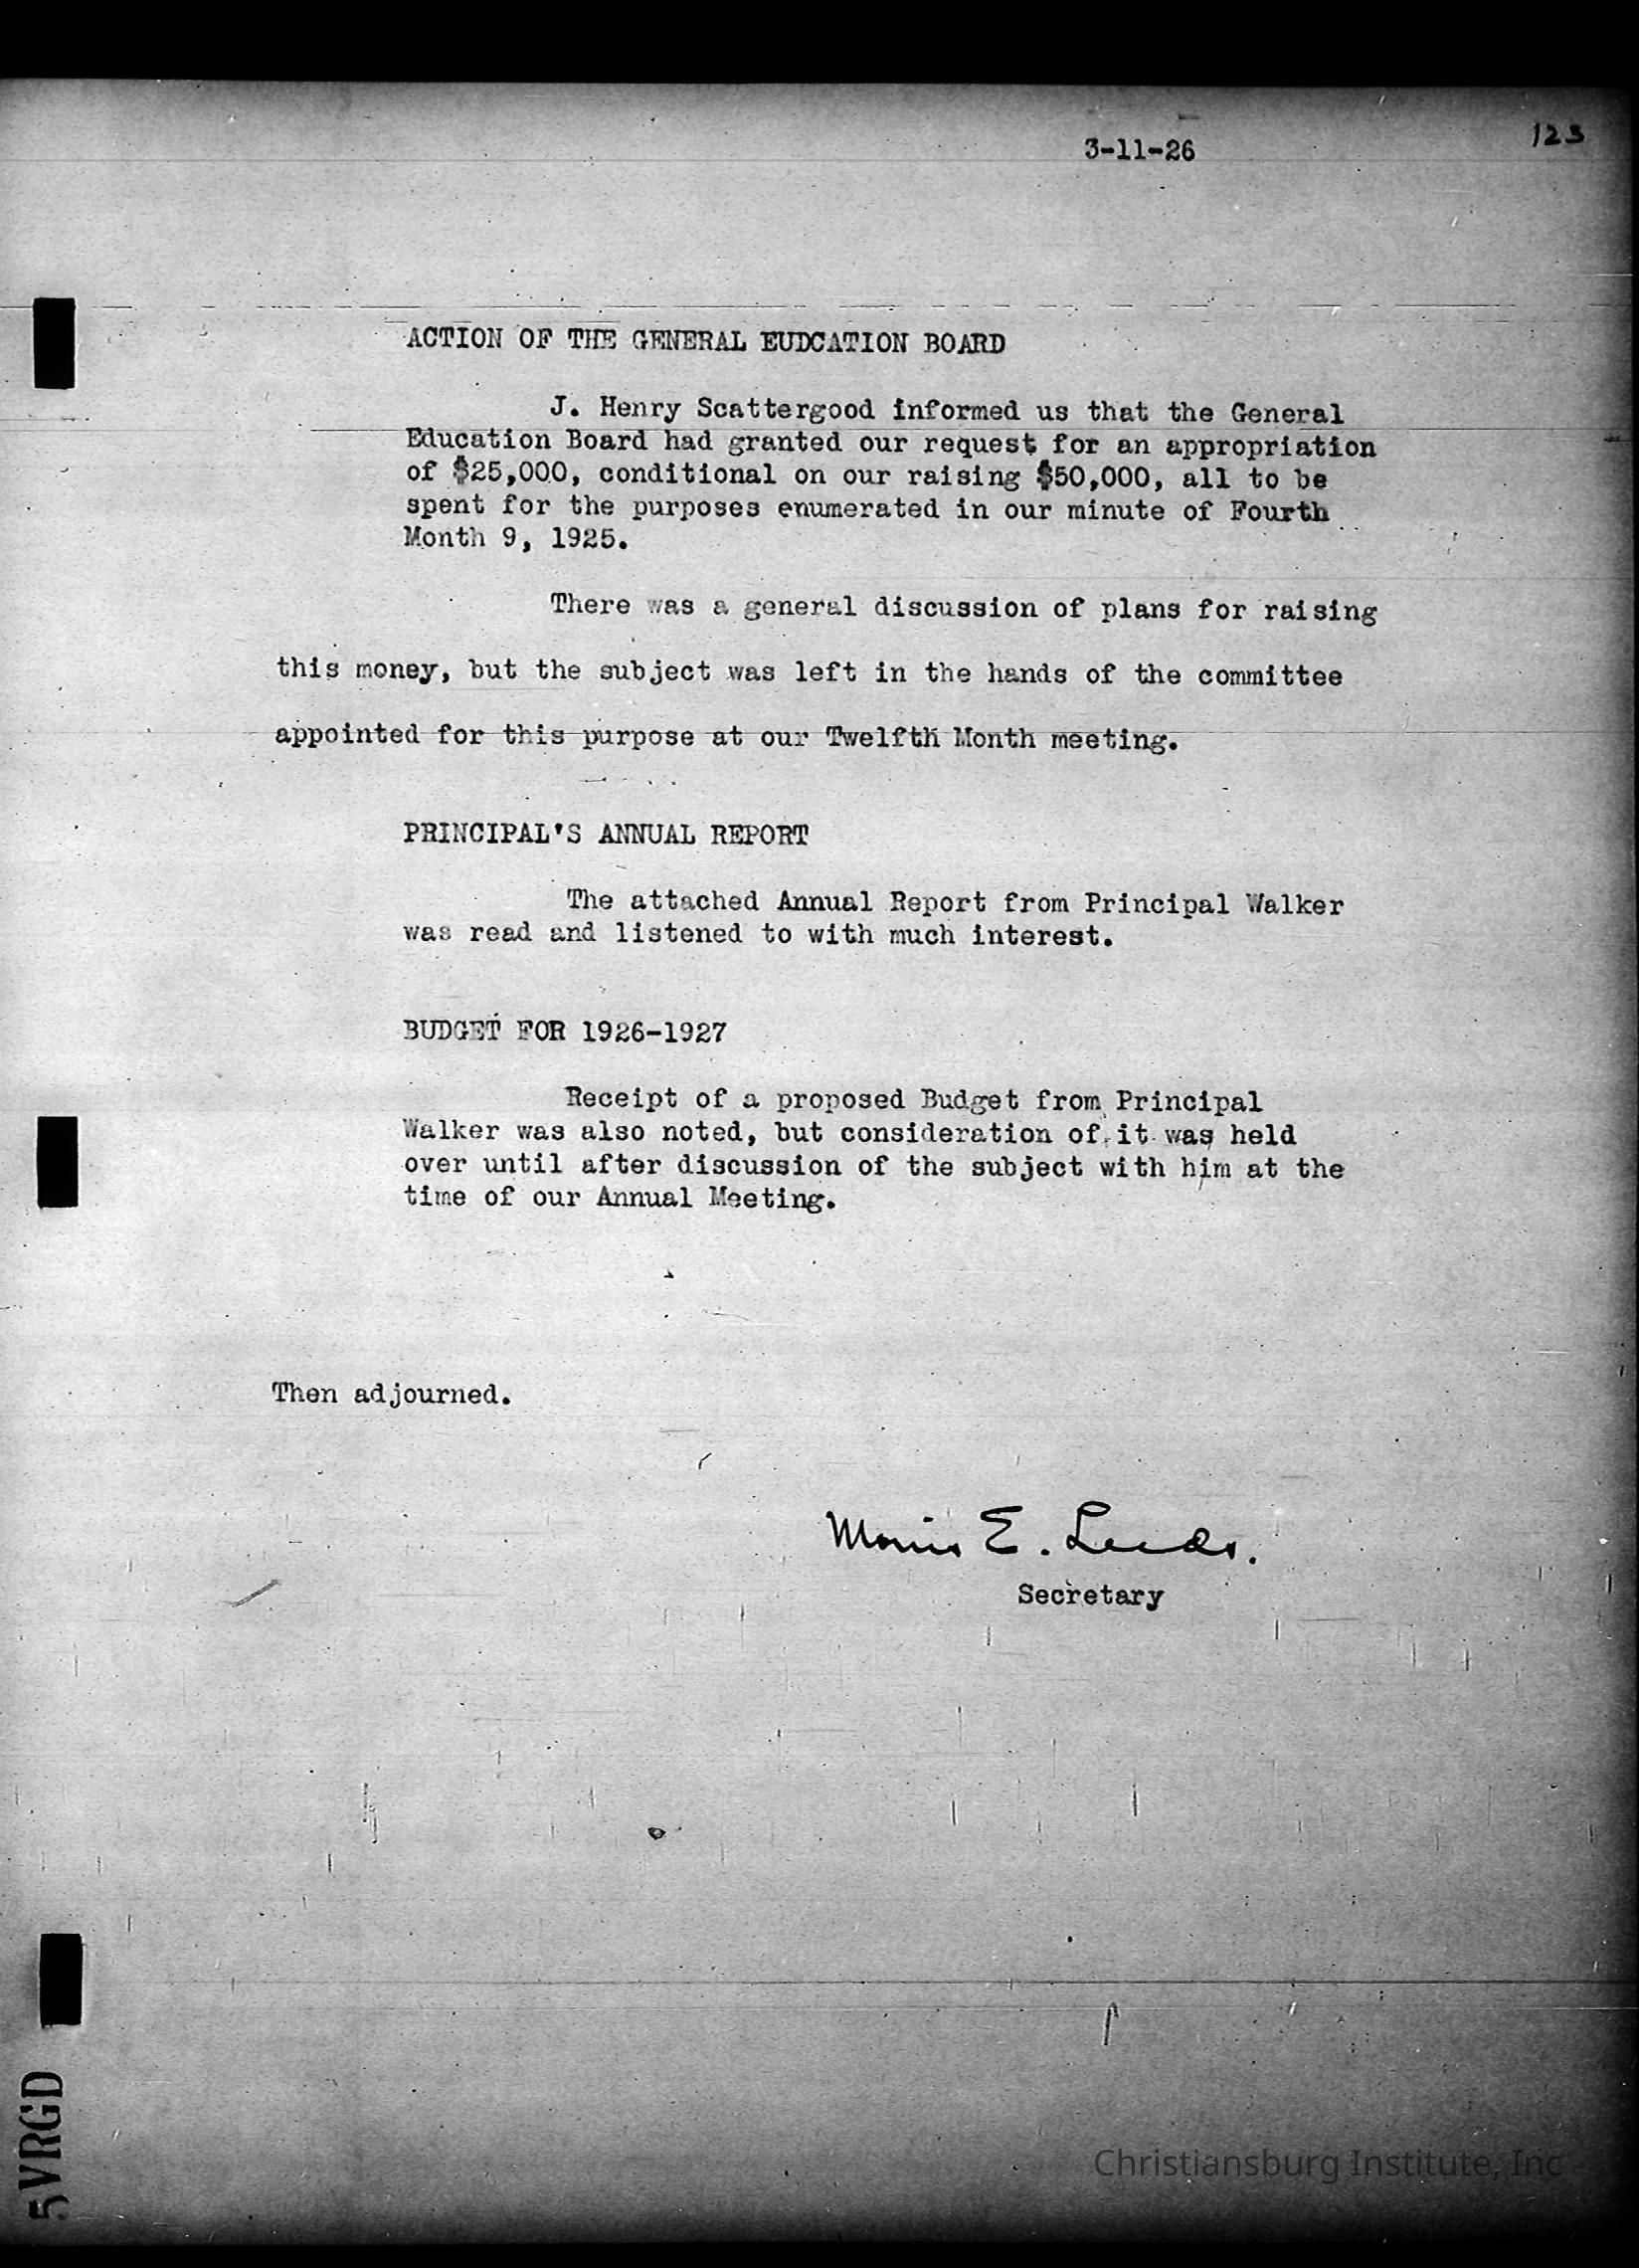 3-11-26
123
ACTION OF THE GENERAL EUDCATION BOARD
J. Henry Scattergood informed us that the General
Education Board had granted our request for an appropriation
of $25,000, conditional on our raising $50,000, all to be
spent for the purposes enumerated in our minute of Fourth
Month 9, 1925.
There was a general discussion of plans for raising
this money, but the subject was left in the hands of the committee
appointed for this purpose at our Twelfth Month meeting.
PRINCIPAL'S ANNUAL REPORT
The attached Annual Report from Principal Walker
was read and listened to with much interest.
BUDGET FOR 1926-1927
Receipt of a proposed Budget from Principal
Walker was also noted, but consideration of it was held
over until after discussion of the subject with him at the
time of our Annual Meeting.
Then adjourned.
Morris E. Leeds.
Secretary
5VRGD
Christiansburg Institute, Inc